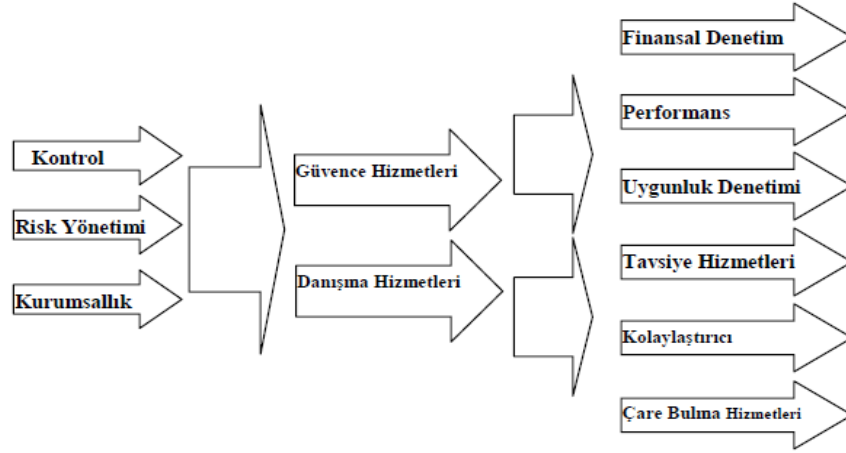 Kontrol
Risk Yönetimi
Kurumsallık
Güvence Hizmetleri
Danışma Hizmetleri
Finansal Denetim
Performans
Uygunluk Denetimi
Tavsiye Hizmetleri
Kolaylaştırıcı
Çare Bulma Hizmetleri